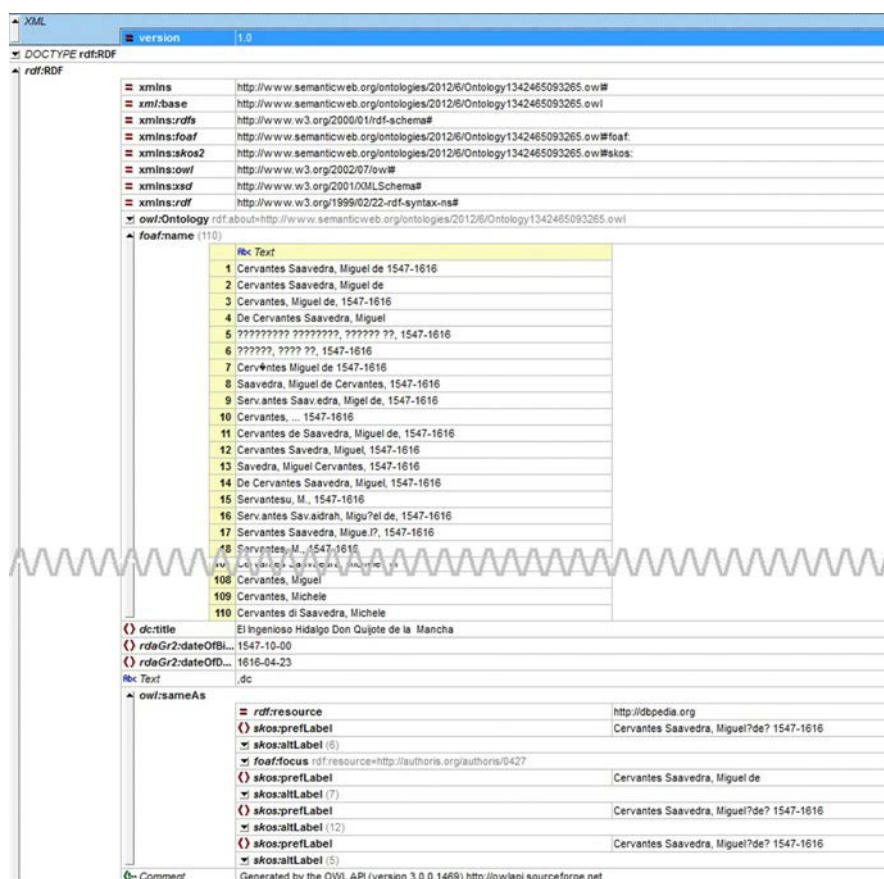 XML
version 1.0
DOCTYPE rdf:RDF
rdf:RDF
xmlns http://www.semanticweb.org/ontologies/2012/6/Ontology1342465093265.owl#
xml:base http://www.semanticweb.org/ontologies/2012/6/Ontology1342465093265.owl
xmlns:rdfs http://www.w3.org/2000/01/rdf-schema#
xmlns:foaf http://www.semanticweb.org/ontologies/2012/6/Ontology1342465093265.owl#foaf:
xmlns:skos2 http://www.semanticweb.org/ontologies/2012/6/Ontology1342465093265.owl#skos:
xmlns:owl http://www.w3.org/2002/07/owl#
xmlns:xsd http://www.w3.org/2001/XMLSchema#
xmlns:rdf http://www.w3.org/1999/02/22-rdf-syntax-ns#
owl:Ontology rdf:about=http://www.semanticweb.org/ontologies/2012/6/Ontology1342465093265.owl
foaf:name (110)
Abc Text
1 Cervantes Saavedra, Miguel de 1547-1616
2 Cervantes Saavedra, Miguel de
3 Cervantes, Miguel de, 1547-1616
4 De Cervantes Saavedra, Miguel
5 ????????? ????????, ?????? ??, 1547-1616
6 ??????, ???? ??, 1547-1616
7 Cerv�ntes Miguel de 1547-1616
8 Saavedra, Miguel de Cervantes, 1547-1616
9 Serv.antes Saav.edra, Migel de, 1547-1616
10 Cervantes, ... 1547-1616
11 Cervantes de Saavedra, Miguel de, 1547-1616
12 Cervantes Savedra, Miguel, 1547-1616
13 Savedra, Miguel Cervantes, 1547-1616
14 De Cervantes Saavedra, Miguel, 1547-1616
15 Servantesu, M., 1547-1616
16 Serv.antes Sav.aidrah, Migu?el de, 1547-1616
17 Servantes Saavedra, Migue.l?, 1547-1616
18 Servantes, M., 1547-1616
108 Cervantes, Miguel
109 Cervantes, Michele
110 Cervantes di Saavedra, Michele
dc:title El Ingenioso Hidalgo Don Quijote de la Mancha
rdaGr2:dateOfBi... 1547-10-00
rdaGr2:dateOfD... 1616-04-23
Abc Text ,dc
owl:sameAs
rdf:resource http://dbpedia.org
skos:prefLabel Cervantes Saavedra, Miguel?de? 1547-1616
skos:altLabel (6)
foaf:focus rdf:resource=http://authoris.org/authoris/0427
skos:prefLabel Cervantes Saavedra, Miguel de
skos:altLabel (7)
skos:prefLabel Cervantes Saavedra, Miguel?de? 1547-1616
skos:altLabel (12)
skos:prefLabel Cervantes Saavedra, Miguel?de? 1547-1616
skos:altLabel (5)
Comment Generated by the OWL API (version 3.0.0.1469) http://owlapi.sourceforge.net